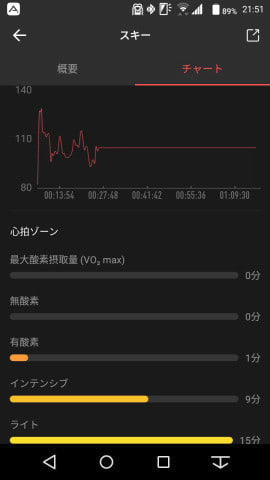 89% 21:51
スキー
概要 チャート
140
110
80
00:13:54 00:27:48 00:41:42 00:55:36 01:09:30
心拍ゾーン
最大酸素摂取量 (VO₂ max)
0分
無酸素
0分
有酸素
1分
インテンシブ
9分
ライト
15分